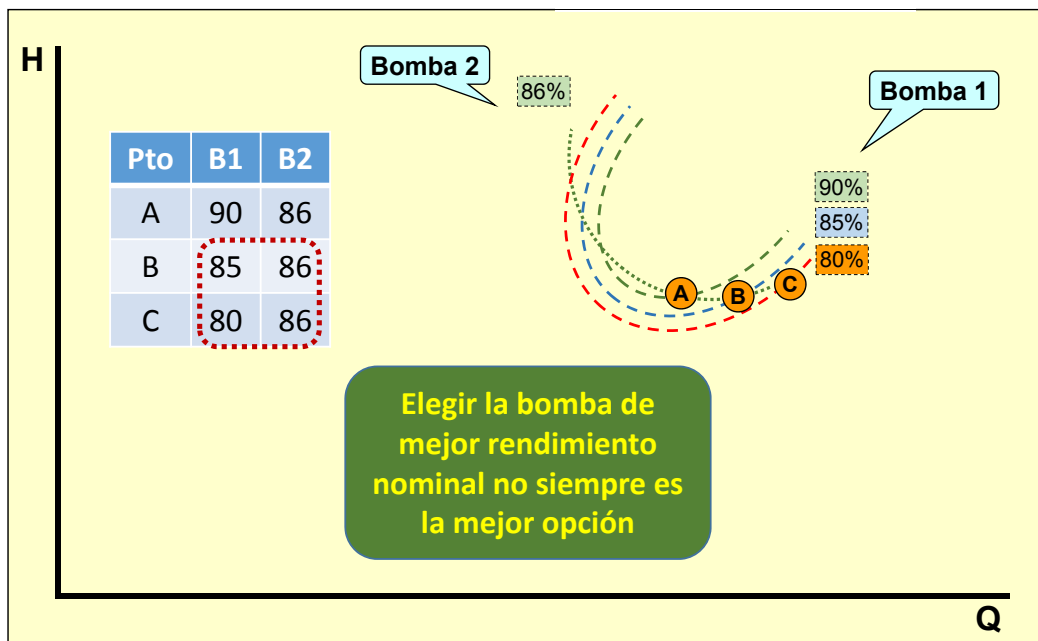 H
Bomba 2
86%
Bomba 1
90%
85%
80%
Pto B1 B2
A 90 86
B 85 86
C 80 86
A B C
Elegir la bomba de
mejor rendimiento
nominal no siempre es
la mejor opción
Q